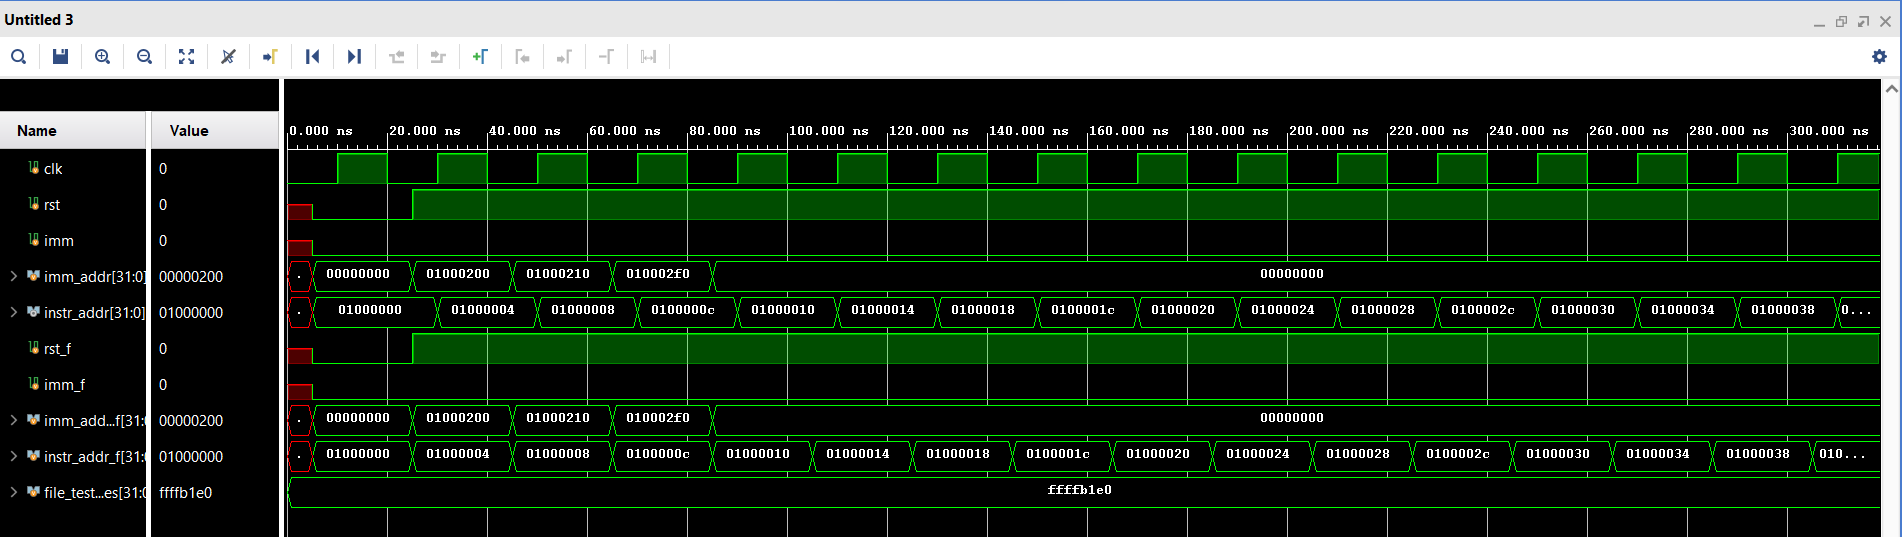 Untitled 3
Name Value
0.000 ns 20.000 ns 40.000 ns 60.000 ns 80.000 ns 100.000 ns 120.000 ns 140.000 ns 160.000 ns 180.000 ns 200.000 ns 220.000 ns 240.000 ns 260.000 ns 280.000 ns 300.000 ns
clk 0
rst 0
imm 0
imm_addr[31:0] 00000200 . 00000000 01000200 01000210 010002f0 00000000
instr_addr[31:0] 01000000 . 01000000 01000004 01000008 0100000c 01000010 01000014 01000018 0100001c 01000020 01000024 01000028 0100002c 01000030 01000034 01000038 0...
rst_f 0
imm_f 0
imm_add...f[31:0 00000200 . 00000000 01000200 01000210 010002f0 00000000
instr_addr_f[31:0 01000000 . 01000000 01000004 01000008 0100000c 01000010 01000014 01000018 0100001c 01000020 01000024 01000028 0100002c 01000030 01000034 01000038 010...
file_test...es[31:0 ffffb1e0 ffffb1e0